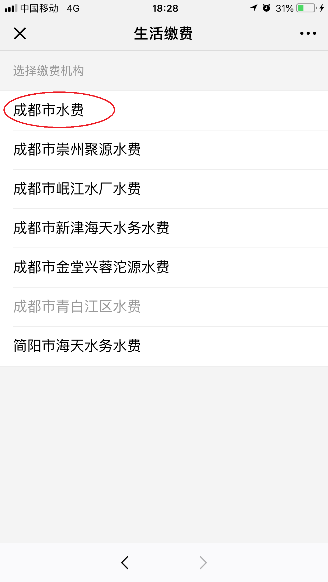 中国移动 4G 18:28 31%
生活缴费
选择缴费机构
成都市水费
成都市崇州聚源水费
成都市岷江水厂水费
成都市新津海天水务水费
成都市金堂兴蓉沱源水费
成都市青白江区水费
简阳市海天水务水费